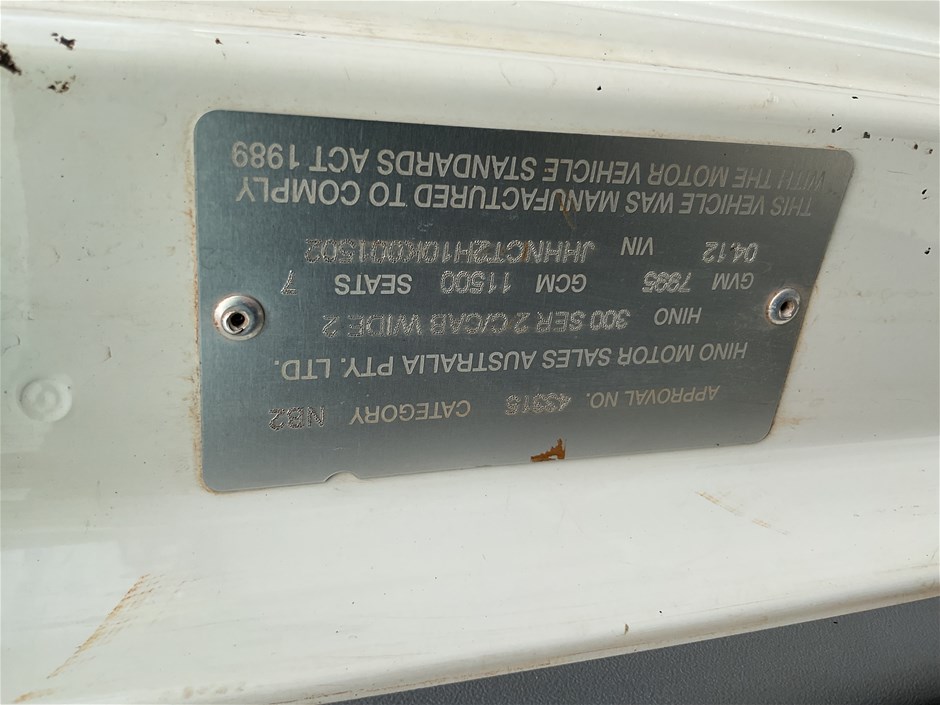 APPROVAL NO. 43315 CATEGORY NB2
HINO MOTOR SALES AUSTRALIA PTY. LTD.
HINO 300 SER 2 C/CAB WIDE 2
GVM 7995 GCM 11500 SEATS 7
04.12 VIN JHHNCT2H10K001502
THIS VEHICLE WAS MANUFACTURED TO COMPLY
WITH THE MOTOR VEHICLE STANDARDS ACT 1989